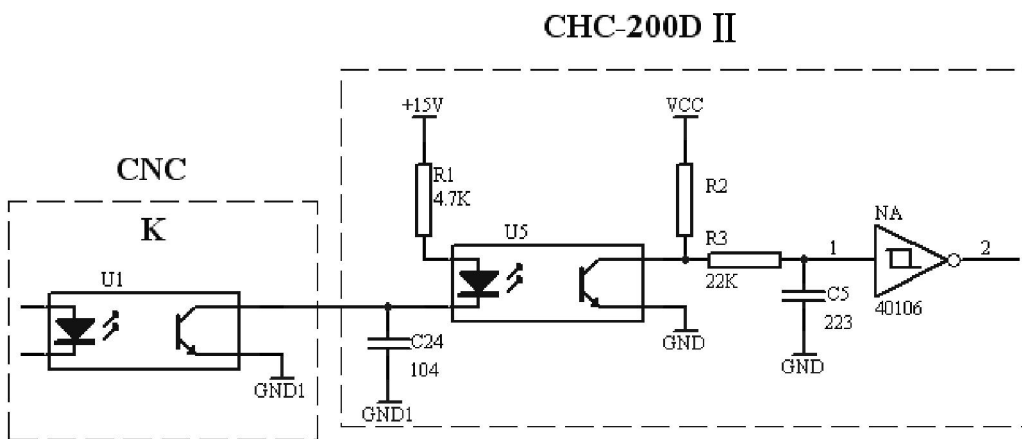 CHC-200D II
+15V
VCC
R1
4.7K
R2
CNC
K
U5
R3
22K
NA
1
2
U1
C5
223
40106
C24
104
GND
GND
GND1
GND1